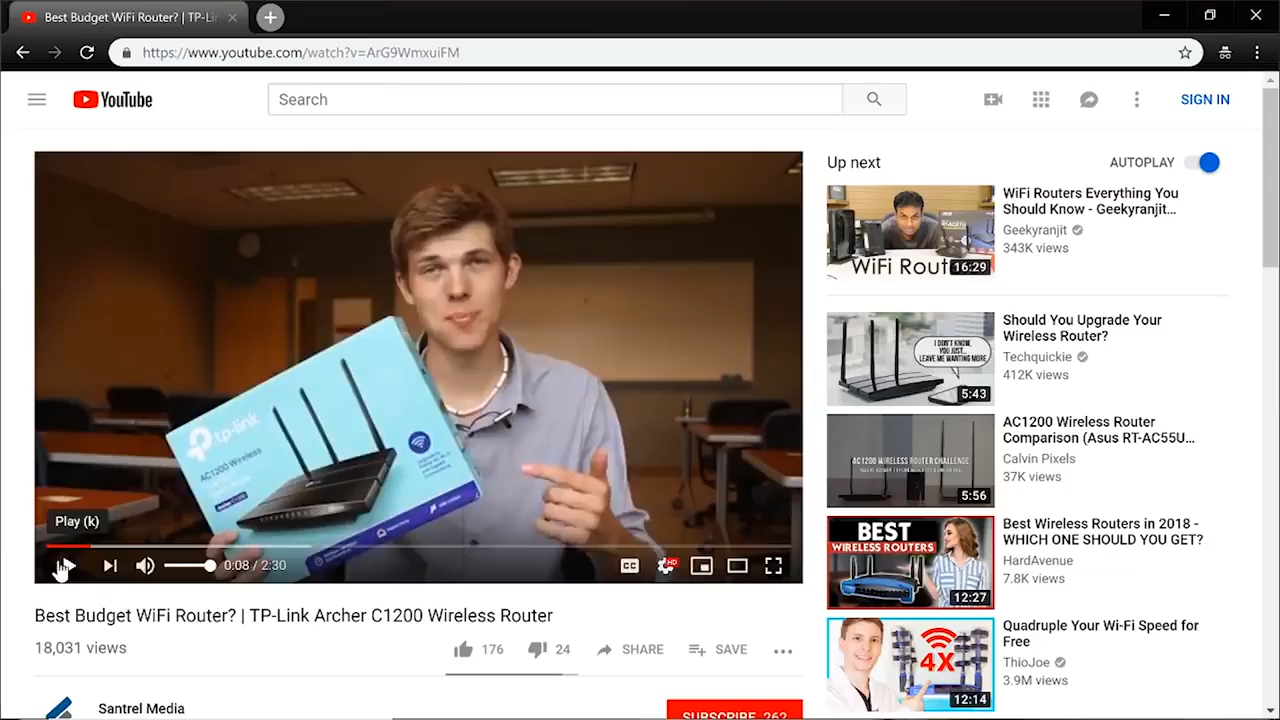 Best Budget WiFi Router? | TP-Lin
https://www.youtube.com/watch?v=ArG9WmxuiFM
YouTube
Search
SIGN IN
tp-link
AC1200 Wireless
Play (k)
0:08 / 2:30
CC
HD
Best Budget WiFi Router? | TP-Link Archer C1200 Wireless Router
18,031 views
176
24
SHARE
SAVE
Santrel Media
SUBSCRIBE 262
Up next
AUTOPLAY
WiFi Rout
16:29
WiFi Routers Everything You
Should Know - Geekyranjit...
Geekyranjit
343K views
I DON'T KNOW,
YOU JUST...
LEAVE ME WANTING MORE
5:43
Should You Upgrade Your
Wireless Router?
Techquickie
412K views
AC1200 WIRELESS ROUTER CHALLENGE
5:56
AC1200 Wireless Router
Comparison (Asus RT-AC55U...
Calvin Pixels
37K views
BEST
WIRELESS ROUTERS
12:27
Best Wireless Routers in 2018 -
WHICH ONE SHOULD YOU GET?
HardAvenue
7.8K views
4X
12:14
Quadruple Your Wi-Fi Speed for
Free
ThioJoe
3.9M views